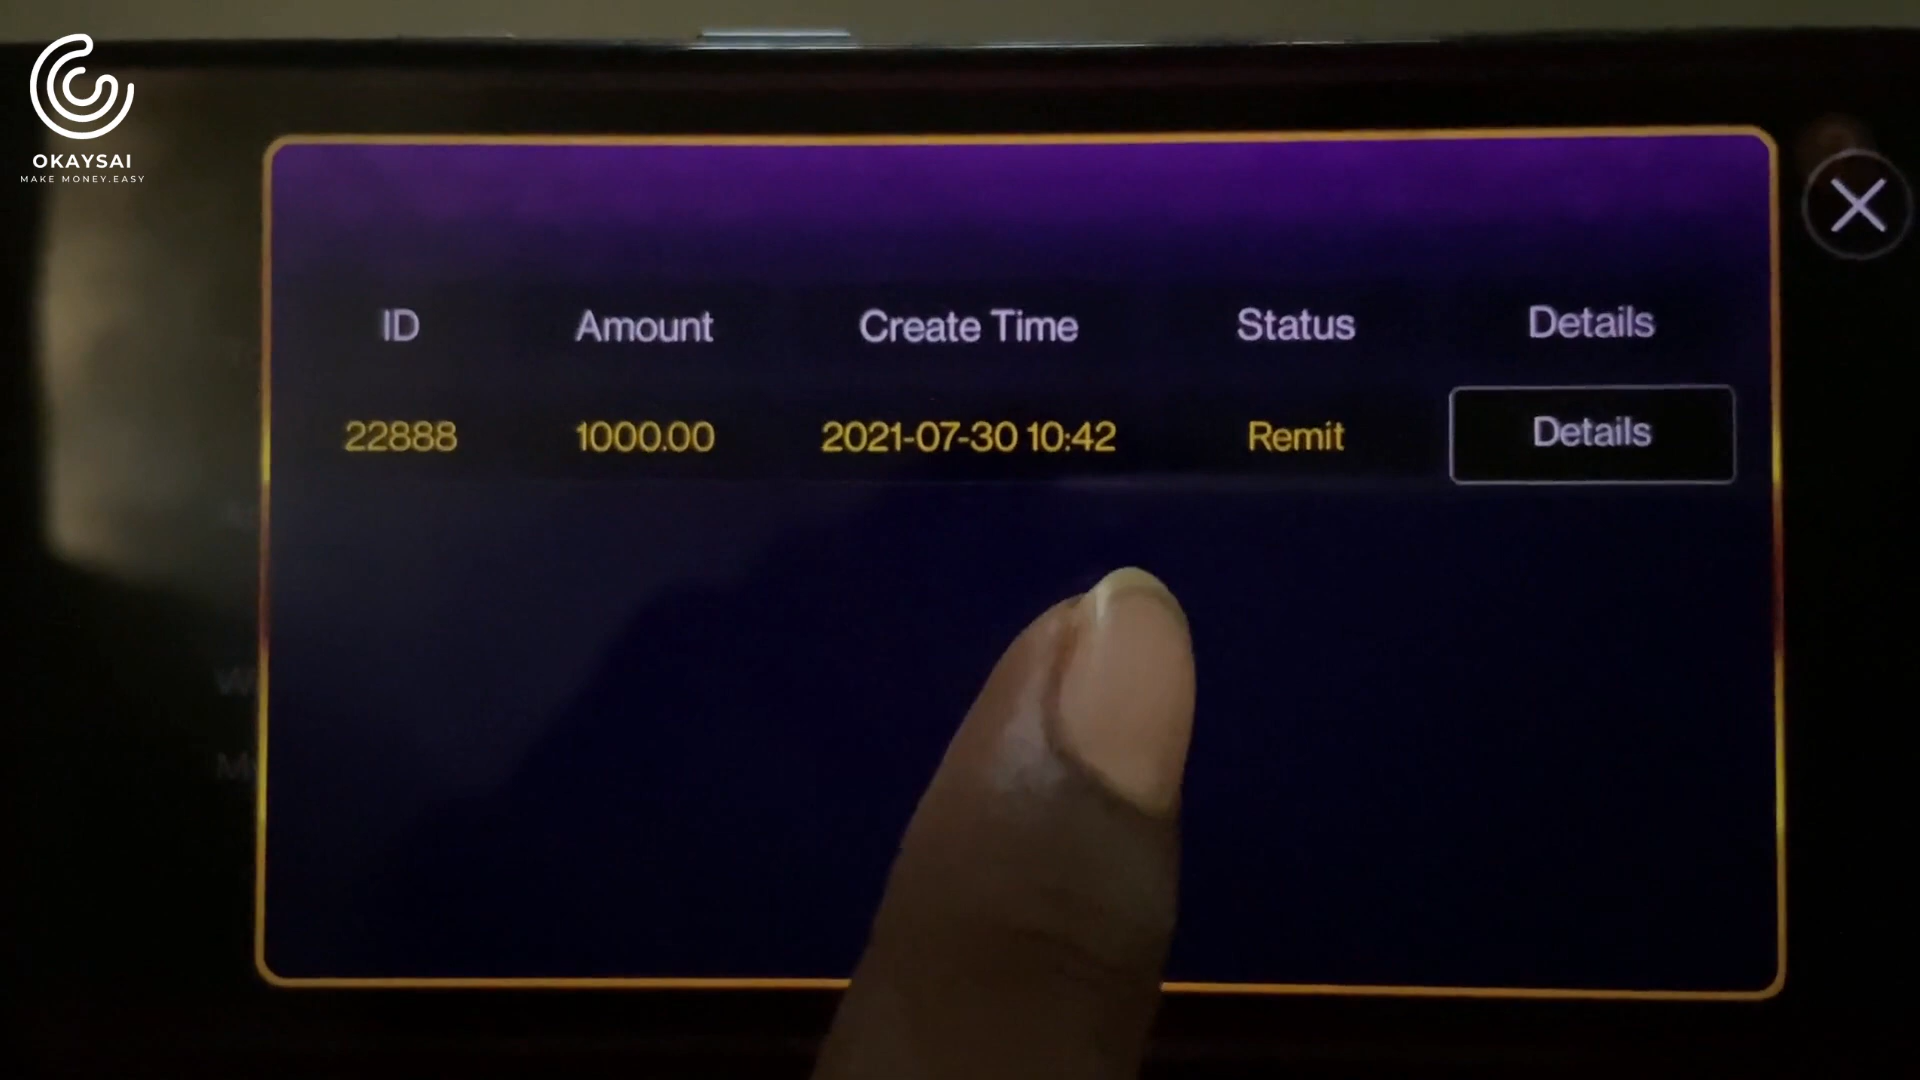 OKAYSAI
MAKE MONEY.EASY
ID Amount Create Time Status Details
22888 1000.00 2021-07-30 10:42 Remit Details